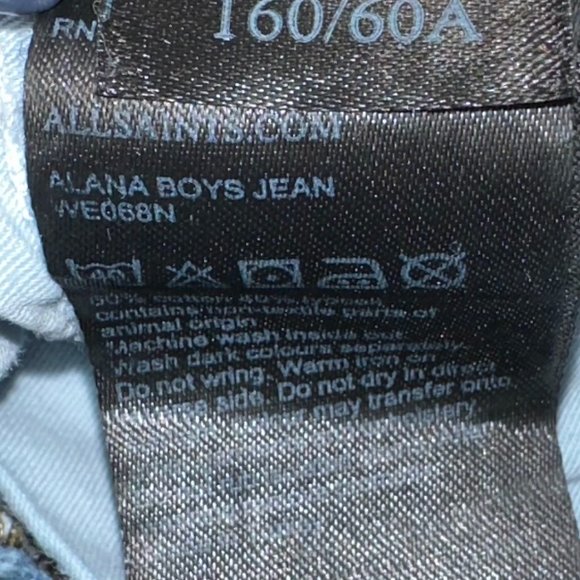 RN
160/60A
ALLSAINTS.COM
ALANA BOYS JEAN
WE068N
contains non-textile parts of
animal origin.
Machine wash inside out.
Wash dark colours separately.
Do not wring. Warm iron on
side. Do not dry in direct
may transfer onto